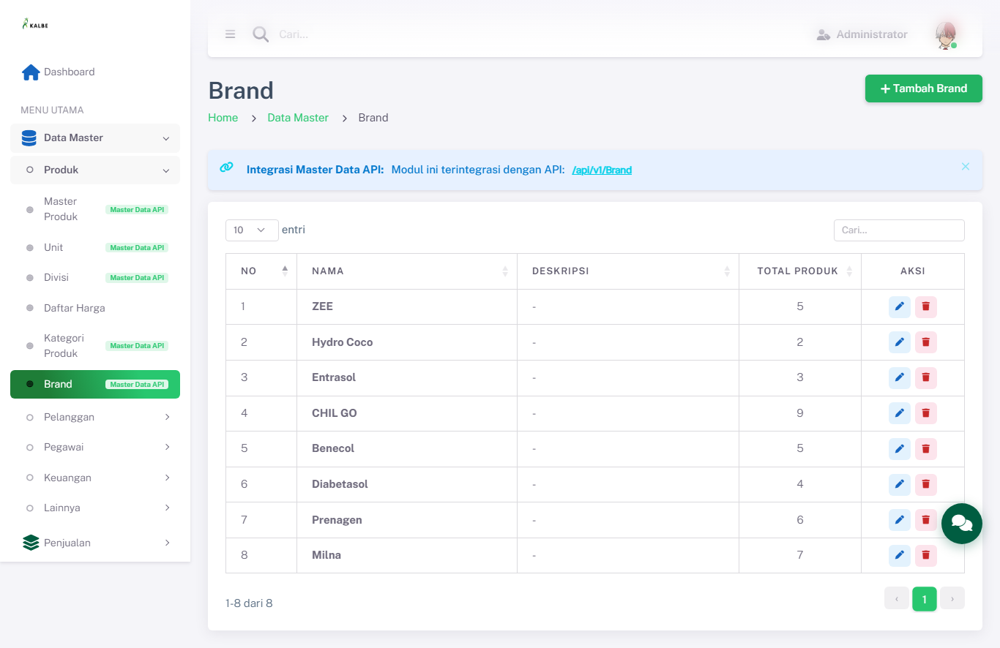 KALBE
Dashboard
MENU UTAMA
Data Master
Produk
Master
Produk
Master Data API
Unit
Master Data API
Divisi
Master Data API
Daftar Harga
Kategori
Produk
Master Data API
Brand
Master Data API
Pelanggan
Pegawai
Keuangan
Lainnya
Penjualan
Cari...
Administrator
Brand
+ Tambah Brand
Home > Data Master > Brand
Integrasi Master Data API: Modul ini terintegrasi dengan API: /api/v1/Brand
10 entri
Cari...
NO NAMA DESKRIPSI TOTAL PRODUK AKSI
1 ZEE - 5
2 Hydro Coco - 2
3 Entrasol - 3
4 CHIL GO - 9
5 Benecol - 5
6 Diabetasol - 4
7 Prenagen - 6
8 Milna - 7
1-8 dari 8
‹ 1 ›